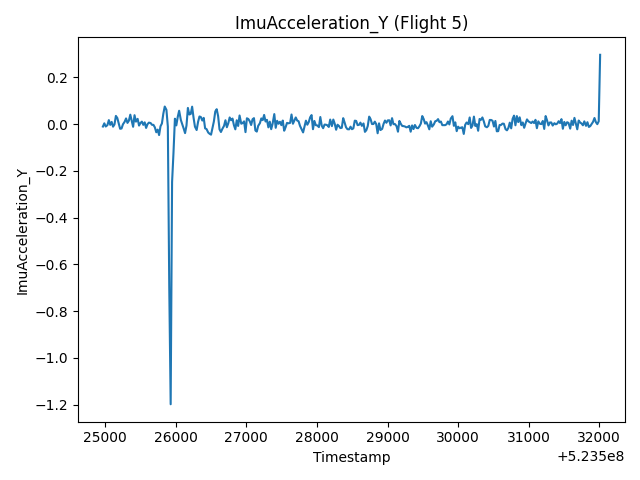 ImuAcceleration_Y (Flight 5)
ImuAcceleration_Y
0.2
0.0
−0.2
−0.4
−0.6
−0.8
−1.0
−1.2
25000 26000 27000 28000 29000 30000 31000 32000
Timestamp
+5.235e8